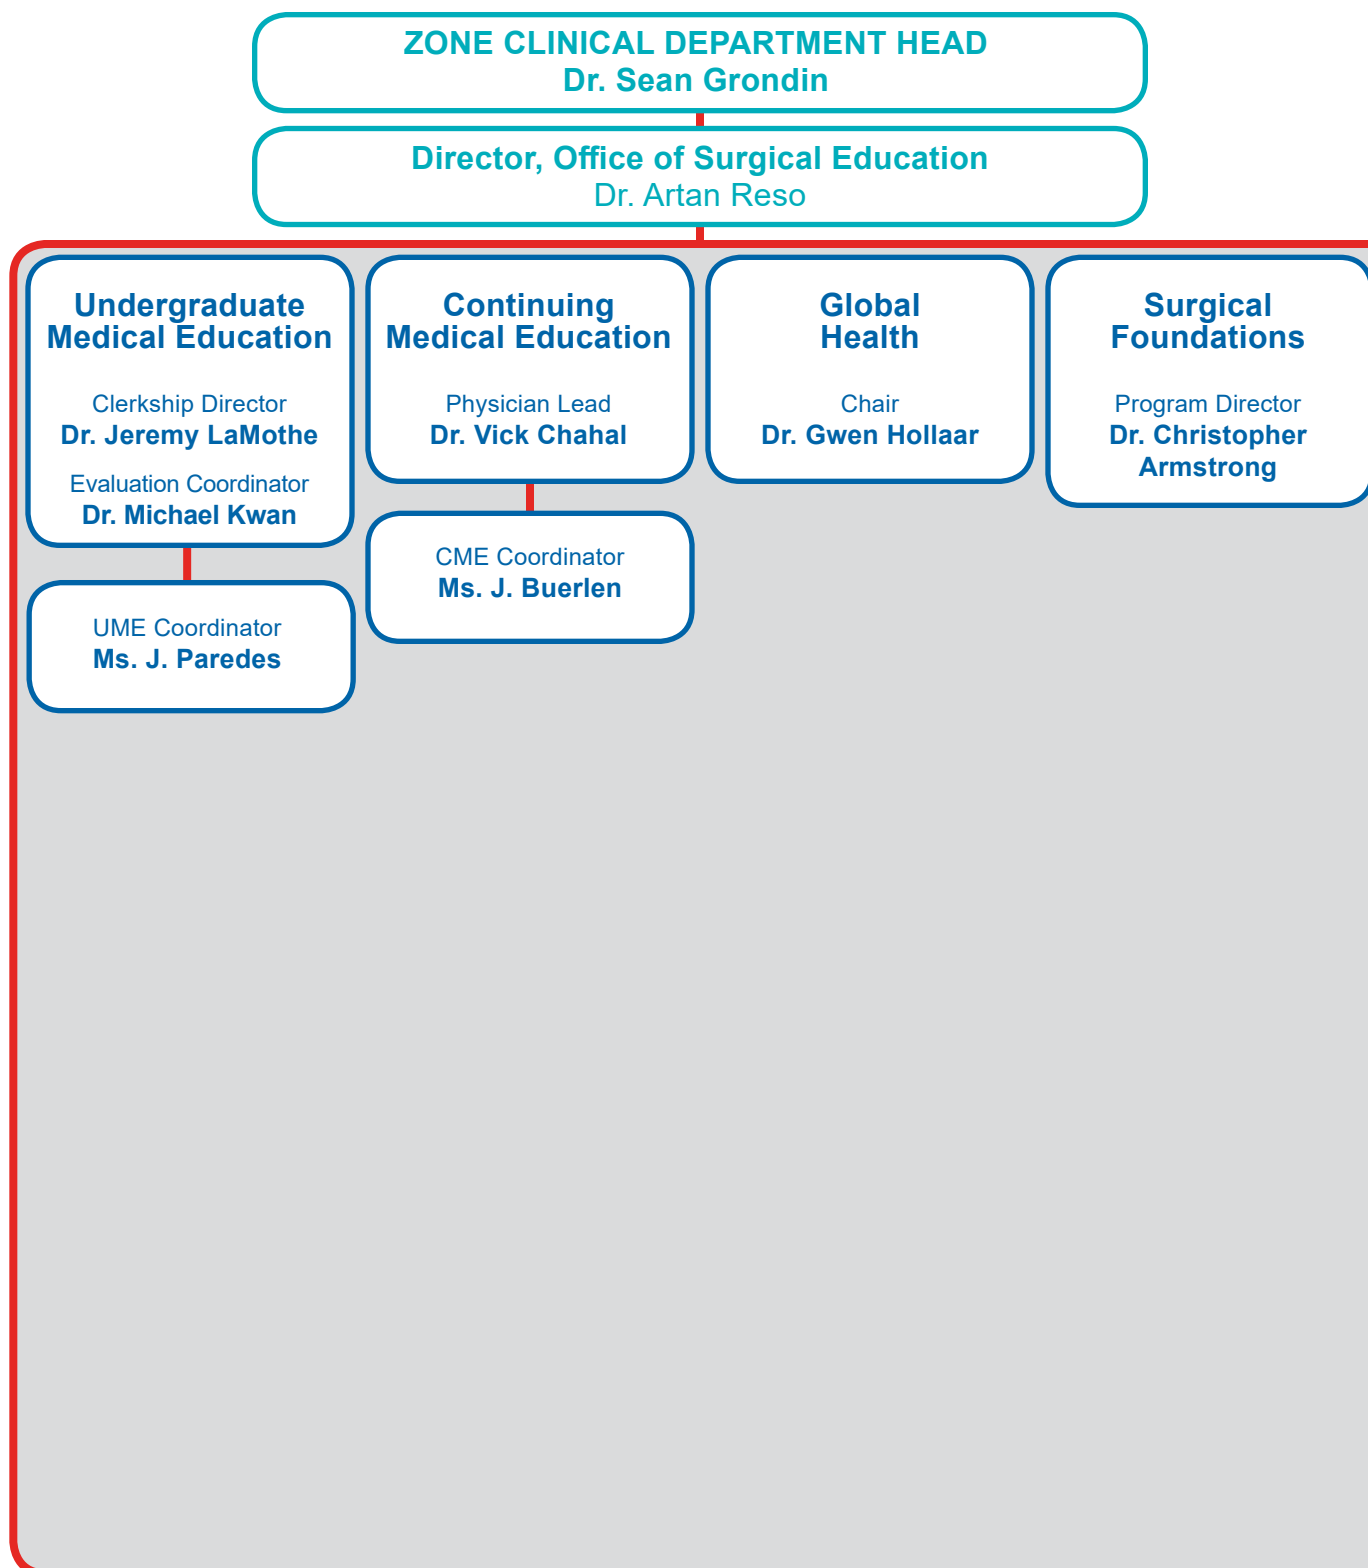 ZONE CLINICAL DEPARTMENT HEAD
Dr. Sean Grondin
Director, Office of Surgical Education
Dr. Artan Reso
Undergraduate
Medical Education
Clerkship Director
Dr. Jeremy LaMothe
Evaluation Coordinator
Dr. Michael Kwan
UME Coordinator
Ms. J. Paredes
Continuing
Medical Education
Physician Lead
Dr. Vick Chahal
CME Coordinator
Ms. J. Buerlen
Global
Health
Chair
Dr. Gwen Hollaar
Surgical
Foundations
Program Director
Dr. Christopher
Armstrong